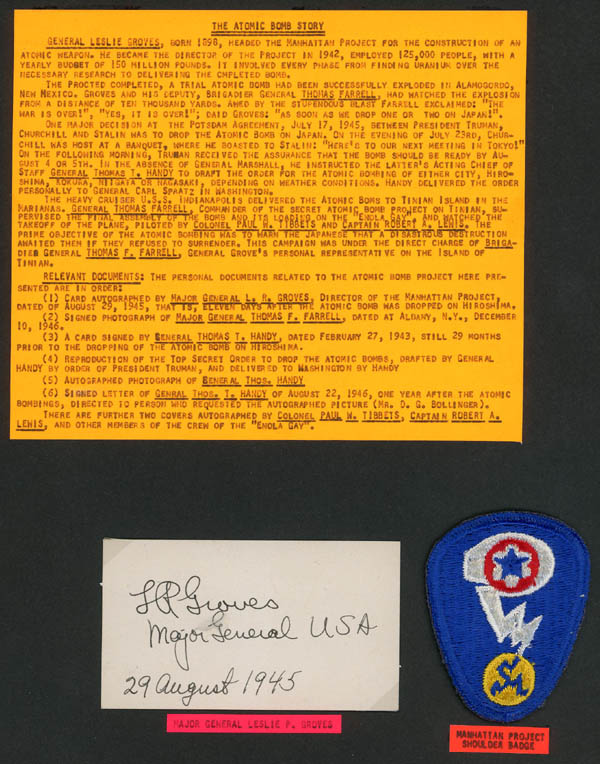 THE ATOMIC BOMB STORY
GENERAL LESLIE GROVES, BORN 1898, HEADED THE MANHATTAN PROJECT FOR THE CONSTRUCTION OF AN
ATOMIC WEAPON. HE BECAME THE DIRECTOR OF THE PROJECT IN 1942, EMPLOYED 125,000 PEOPLE, WITH A
YEARLY BUDGET OF 150 MILLION POUNDS. IT INVOLVED EVERY PHASE FROM FINDING URANIUM OVER THE
NECESSARY RESEARCH TO DELIVERING THE CMPLETED BOMB.
THE PROCTED COMPLETED, A TRIAL ATOMIC BOMB HAD BEEN SUCCESSFULLY EXPLODED IN ALAMOGORDO,
NEW MEXICO. GROVES AND HIS DEPUTY, BRIGADIER GENERAL THOMAS FARRELL, HAD WATCHED THE EXPLOSION
FROM A DISTANCE OF TEN THOUSAND YARDS. AWED BY THE STUPENDOUS BLAST FARRELL EXCLAIMED: "THE
WAR IS OVER!", "YES, IT IS OVER!"; DAID GROVES: "AS SOON AS WE DROP ONE OR TWO ON JAPAN!".
ONE MAJOR DECISION AT THE POTSDAM AGREEMENT, JULY 17, 1945, BETWEEN PRESIDENT TRUMAN,
CHURCHILL AND STALIN WAS TO DROP THE ATOMIC BOMB ON JAPAN. ON THE EVENING OF JULY 23RD, CHUR-
CHILL WAS HOST AT A BANQUET, WHERE HE BOASTED TO STALIN: "HERE'S TO OUR NEXT MEETING IN TOKYO!"
ON THE FOLLOWING MORNING, TRUMAN RECEIVED THE ASSURANCE THAT THE BOMB SHOULD BE READY BY AU-
GUST 4 OR 5TH. IN THE ABSENCE OF GENERAL MARSHALL, HE INSTRUCTED THE LATTER'S ACTING CHIEF OF
STAFF GENERAL THOMAS T. HANDY TO DRAFT THE ORDER FOR THE ATOMIC BOMBING OF EITHER CITY, HIRO-
SHIMA, KOKURA, NIIGATA OR NAGASAKI, DEPENDING ON WEATHER CONDITIONS. HANDY DELIVERED THE ORDER
PERSONALLY TO GENERAL CARL SPAATZ IN WASHINGTON.
THE HEAVY CRUISER U.S.S. INDIANAPOLIS DELIVERED THE ATOMIC BOMB TO TINIAN ISLAND IN THE
MARIANAS. GENERAL THOMAS FARRELL, COMMANDER OF THE SECRET ATOMIC BOMB PROJECT ON TINIAN, SU-
PERVISED THE FINAL ASSEMBLY OF THE BOMB AND ITS LOADING ON THE "ENOLA GAY" AND WATCHED THE
TAKEOFF OF THE PLANE, PILOTED BY COLONEL PAUL W. TIBBETS AND CAPTAIN ROBERT A. LEWIS. THE
PRIME OBJECTIVE OF THE ATOMIC BOMBING WAS TO WARN THE JAPANESE THAT A DISASTROUS DESTRUCTION
AWAITED THEM IF THEY REFUSED TO SURRENDER. THIS CAMPAIGN WAS UNDER THE DIRECT CHARGE OF BRIGA-
DIER GENERAL THOMAS F. FARRELL, GENERAL GROVE'S PERSONAL REPRESENTATIVE ON THE ISLAND OF
TINIAN.
RELEVANT DOCUMENTS: THE PERSONAL DOCUMENTS RELATED TO THE ATOMIC BOMB PROJECT HERE PRE-
SENTED ARE IN ORDER:
(1) CARD AUTOGRAPHED BY MAJOR GENERAL L. R. GROVES, DIRECTOR OF THE MANHATTAN PROJECT,
DATED OF AUGUST 29, 1945, THAT IS, ELEVEN DAYS AFTER THE ATOMIC BOMB WAS DROPPED ON HIROSHIMA.
(2) SIGNED PHOTOGRAPH OF MAJOR GENERAL THOMAS F. FARRELL, DATED AT ALBANY, N.Y., DECEMBER
10, 1946.
(3) A CARD SIGNED BY GENERAL THOMAS T. HANDY, DATED FEBRUARY 27, 1943, STILL 29 MONTHS
PRIOR TO THE DROPPING OF THE ATOMIC BOMB ON HIROSHIMA.
(4) REPRODUCTION OF THE TOP SECRET ORDER TO DROP THE ATOMIC BOMBS, DRAFTED BY GENERAL
HANDY BY ORDER OF PRESIDENT TRUMAN, AND DELIVERED TO WASHINGTON BY HANDY
(5) AUTOGRAPHED PHOTOGRAPH OF GENERAL THOS. HANDY
(6) SIGNED LETTER OF GENRAL THOS. T. HANDY OF AUGUST 22, 1946, ONE YEAR AFTER THE ATOMIC
BOMBINGS, DIRECTED TO PERSON WHO REQUESTED THE AUTOGRAPHED PICTURE (MR. D. G. BOLLINGER).
THERE ARE FURTHER TWO COVERS AUTOGRAPHED BY COLONEL PAUL W. TIBBETS, CAPTAIN ROBERT A.
LEWIS, AND OTHER MEMBERS OF THE CREW OF THE "ENOLA GAY".
LR Groves
Major General USA
29 August 1945
MAJOR GENERAL LESLIE R. GROVES
MANHATTAN PROJECT
SHOULDER BADGE